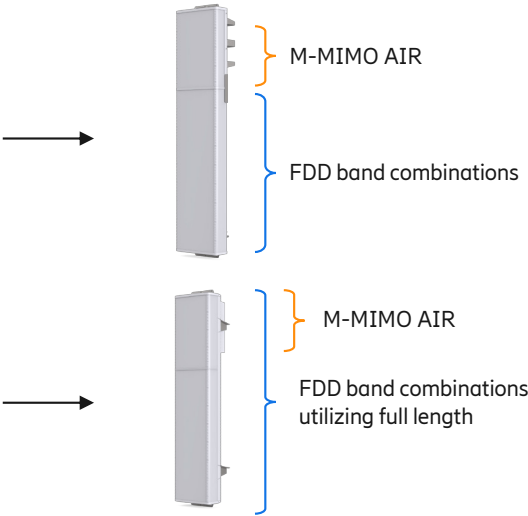 M-MIMO AIR
FDD band combinations
M-MIMO AIR
FDD band combinations
utilizing full length